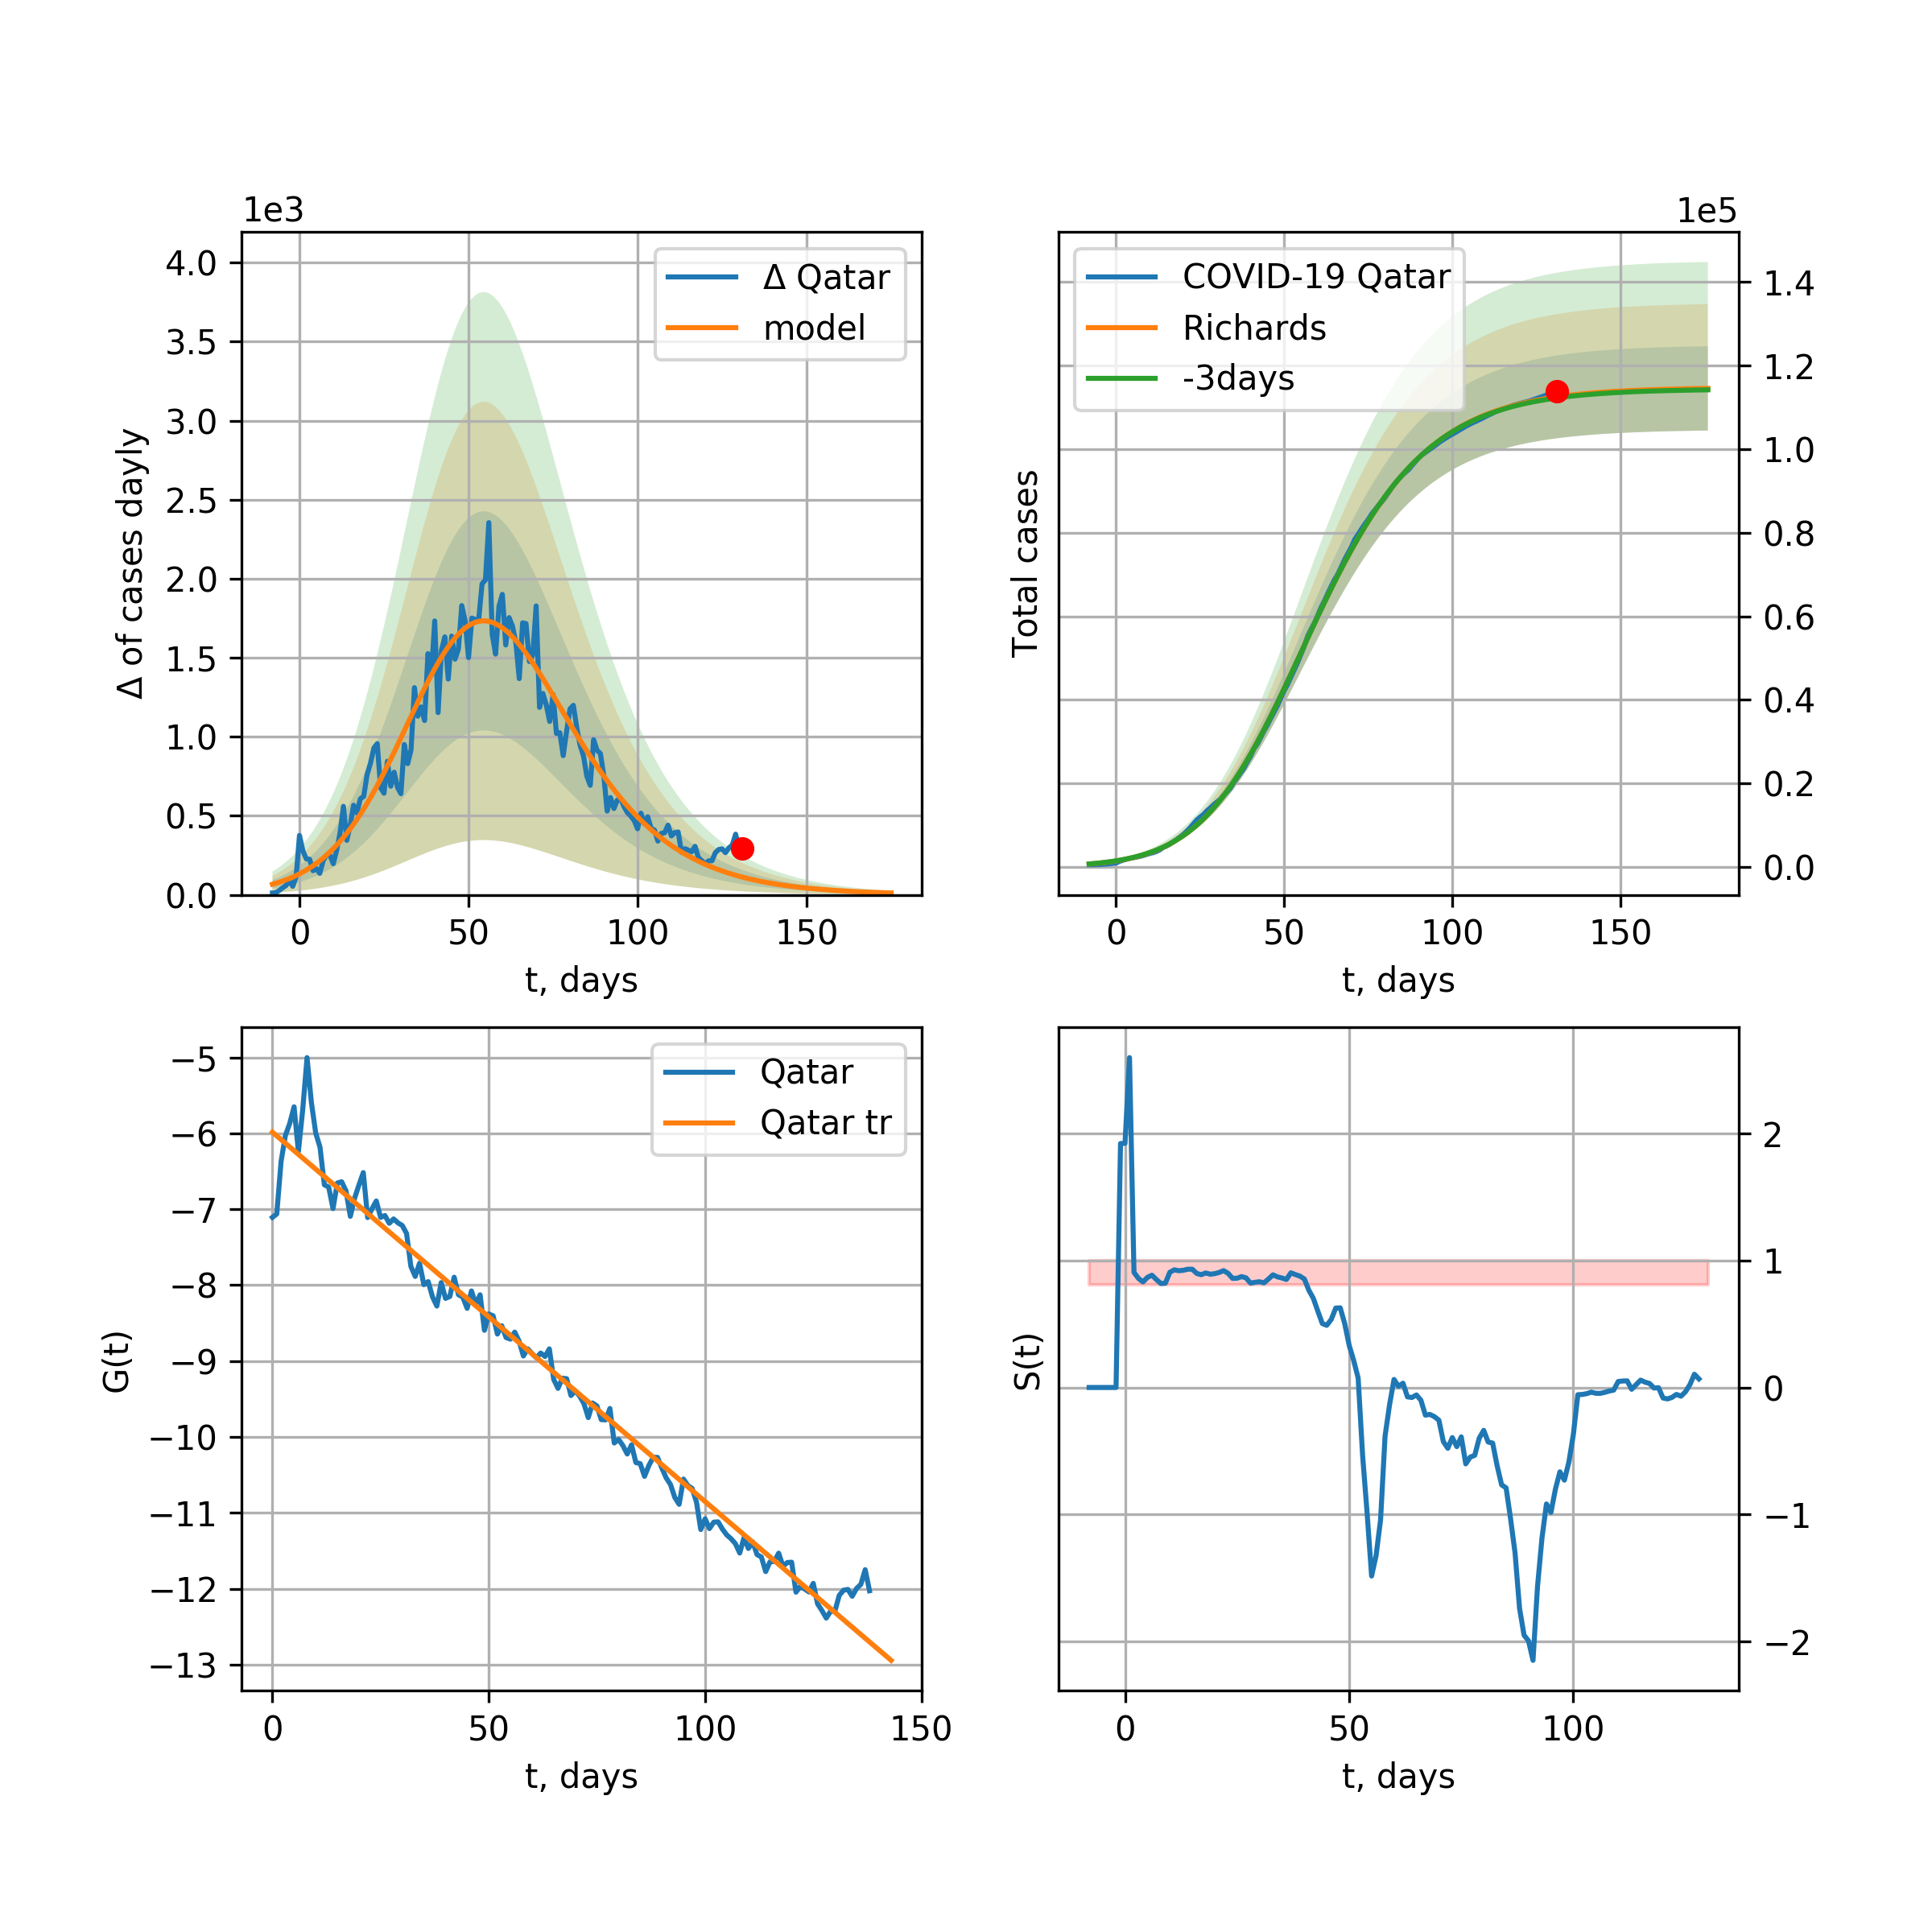 1e3
4.0
3.5
3.0
2.5
2.0
1.5
1.0
0.5
0.0
Δ of cases dayly
Δ Qatar
model
0 50 100 150
t, days
1e5
COVID-19 Qatar
Richards
-3days
Total cases
1.4
1.2
1.0
0.8
0.6
0.4
0.2
0.0
0 50 100 150
t, days
−5
−6
−7
−8
−9
−10
−11
−12
−13
G(t)
Qatar
Qatar tr
0 50 100 150
t, days
S(t)
2
1
0
−1
−2
0 50 100
t, days